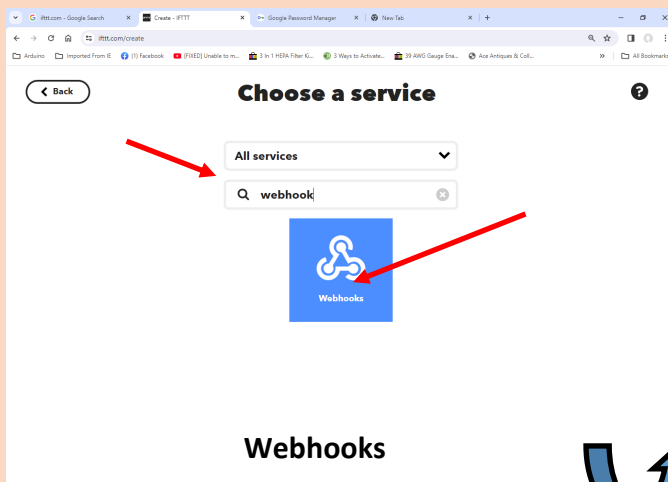 ifttt.com - Google Search Create - IFTTT Google Password Manager New Tab
ifttt.com/create
Arduino Imported From IE (1) Facebook [FIXED] Unable to m... 3 In 1 HEPA Filter Ki... 3 Ways to Activate... 39 AWG Gauge Ena... Ace Antiques & Coll... » All Bookmarks
Back
Choose a service
?
All services
webhook
Webhooks
Webhooks